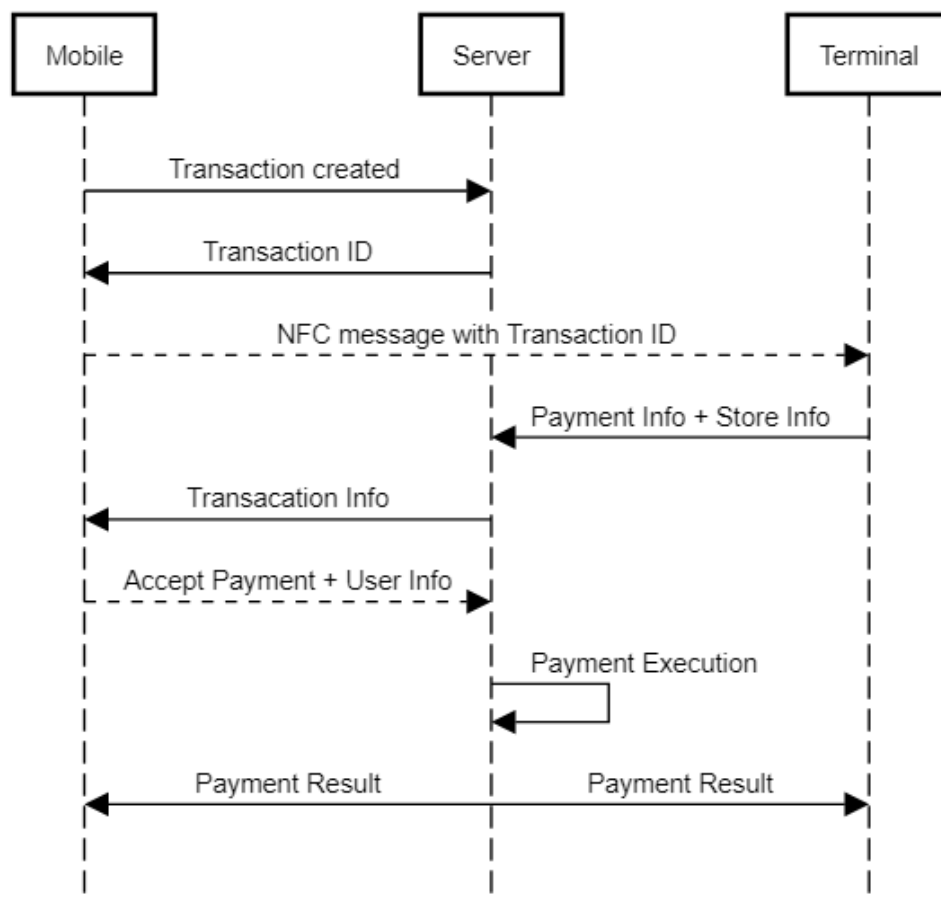 Mobile
Server
Terminal
Transaction created
Transaction ID
NFC message with Transaction ID
Payment Info + Store Info
Transacation Info
Accept Payment + User Info
Payment Execution
Payment Result
Payment Result